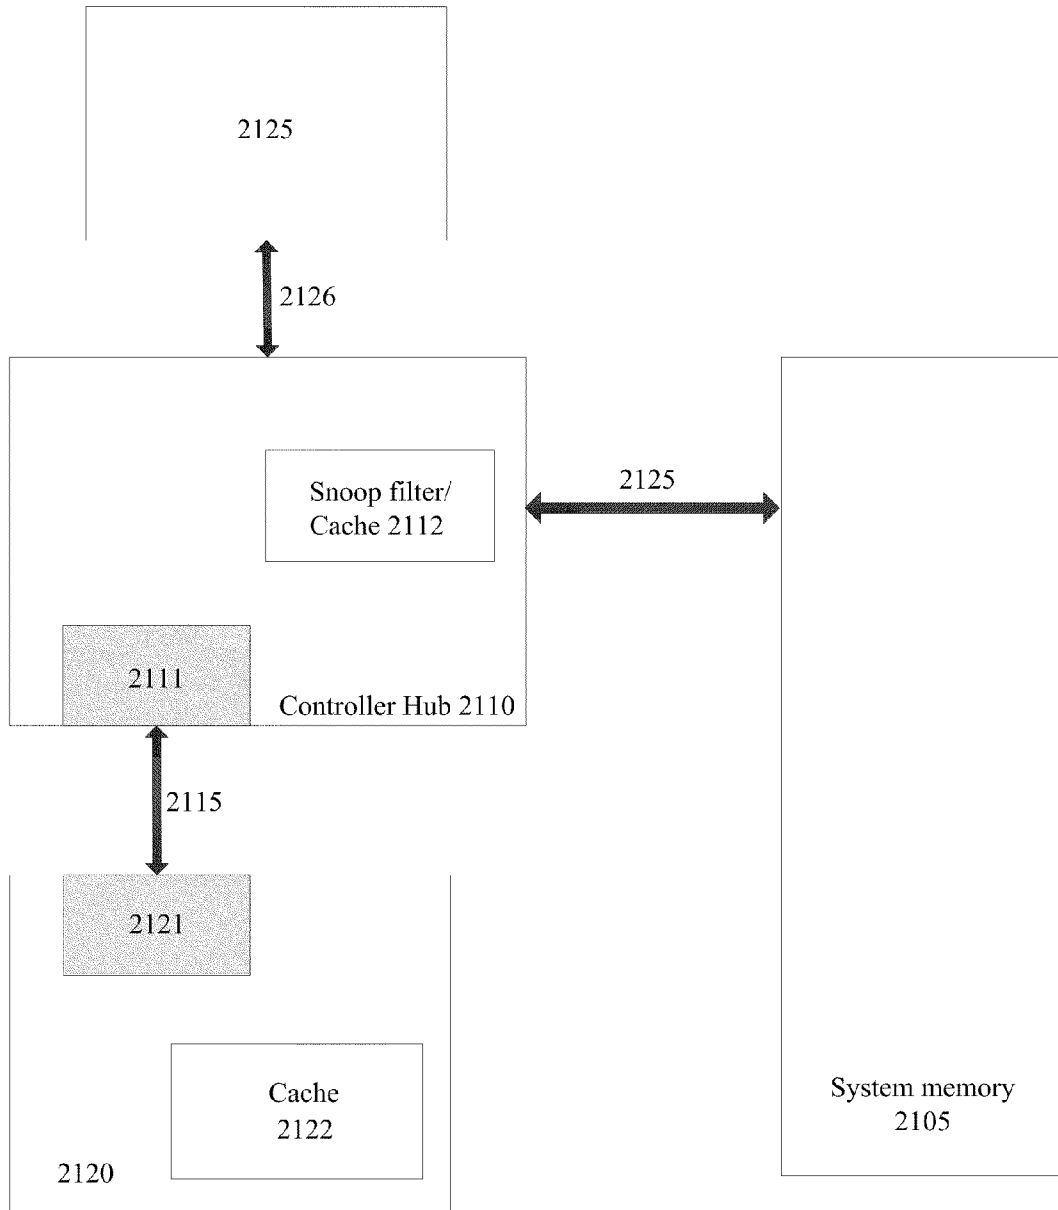 2125
2126
Snoop filter/
Cache 2112
2125
2111
Controller Hub 2110
2115
2121
Cache
2122
System memory
2105
2120